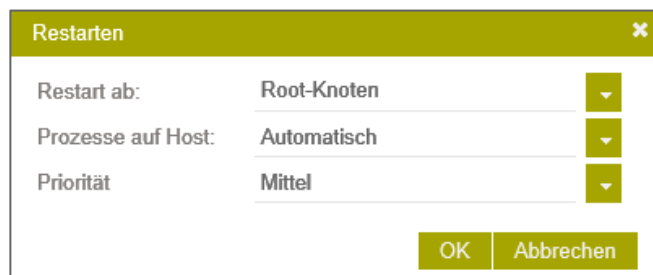 Restarten
Restart ab: Root-Knoten
Prozesse auf Host: Automatisch
Priorität Mittel
OK Abbrechen